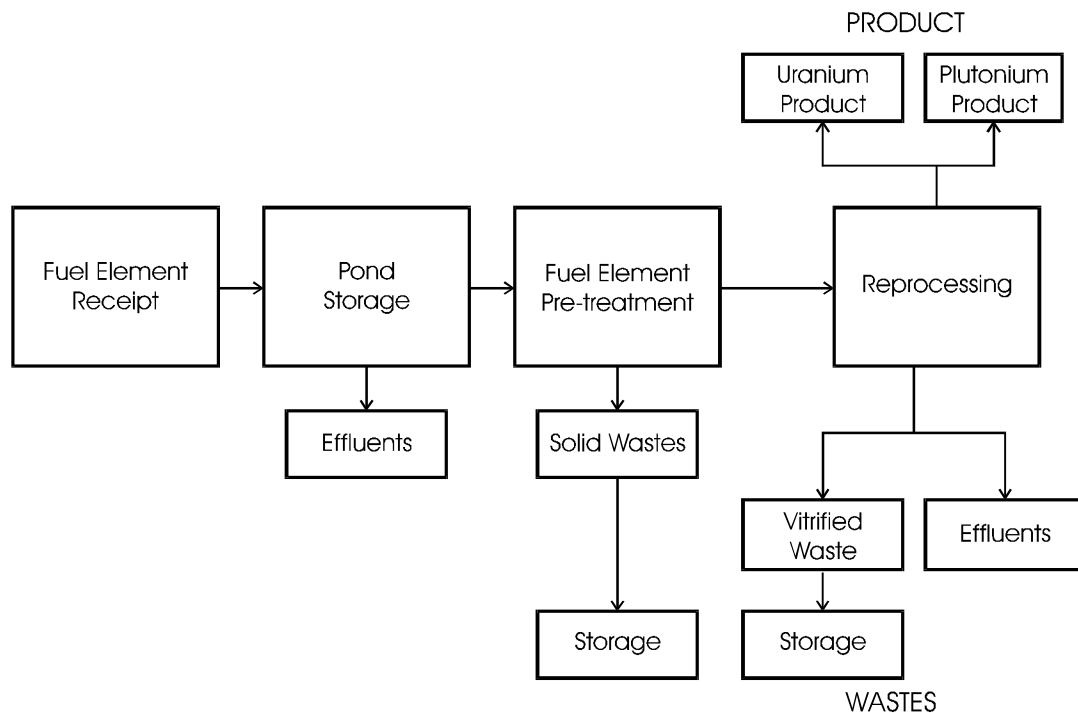 PRODUCT
Uranium
Product
Plutonium
Product
Fuel Element
Receipt
Pond
Storage
Fuel Element
Pre-treatment
Reprocessing
Effluents
Solid Wastes
Vitrified
Waste
Effluents
Storage
Storage
WASTES